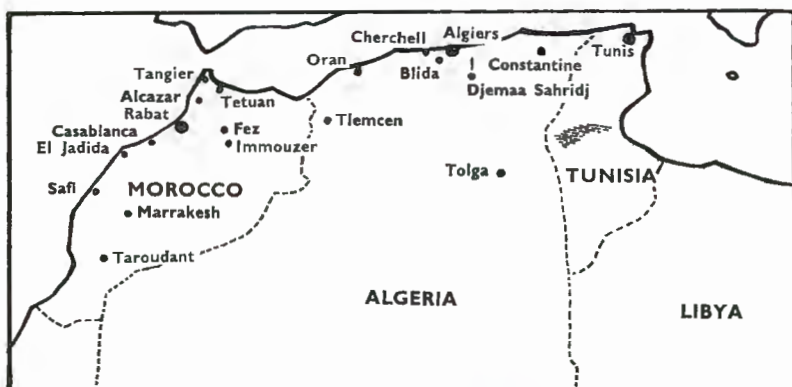 Cherchell
Algiers
Tangier
Oran
Tunis
Blida
Constantine
Alcazar
Tetuan
Djemaa Sahridj
Rabat
Tlemcen
Casablanca
Fez
El Jadida
Immouzer
Tolga
TUNISIA
Safi
MOROCCO
Marrakesh
Taroudant
ALGERIA
LIBYA